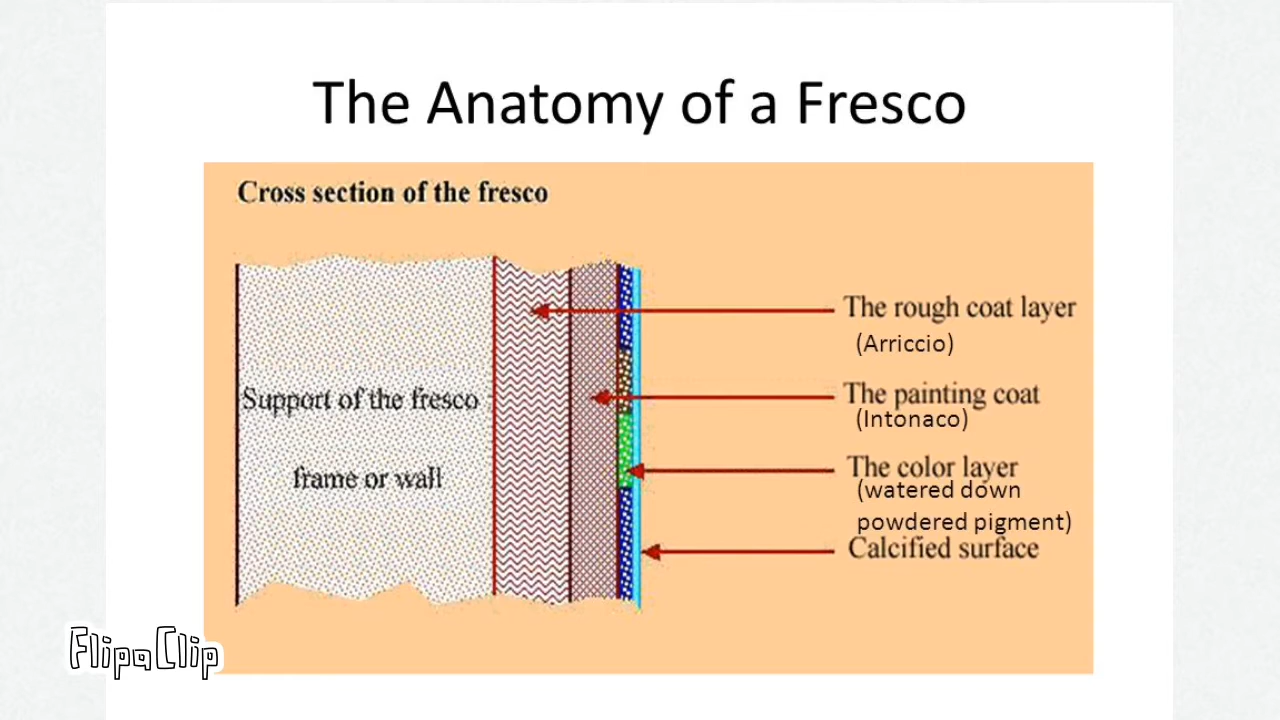 The Anatomy of a Fresco
Cross section of the fresco
Support of the fresco
frame or wall
The rough coat layer
(Arriccio)
The painting coat
(Intonaco)
The color layer
(watered down
powdered pigment)
Calcified surface
FlipaClip